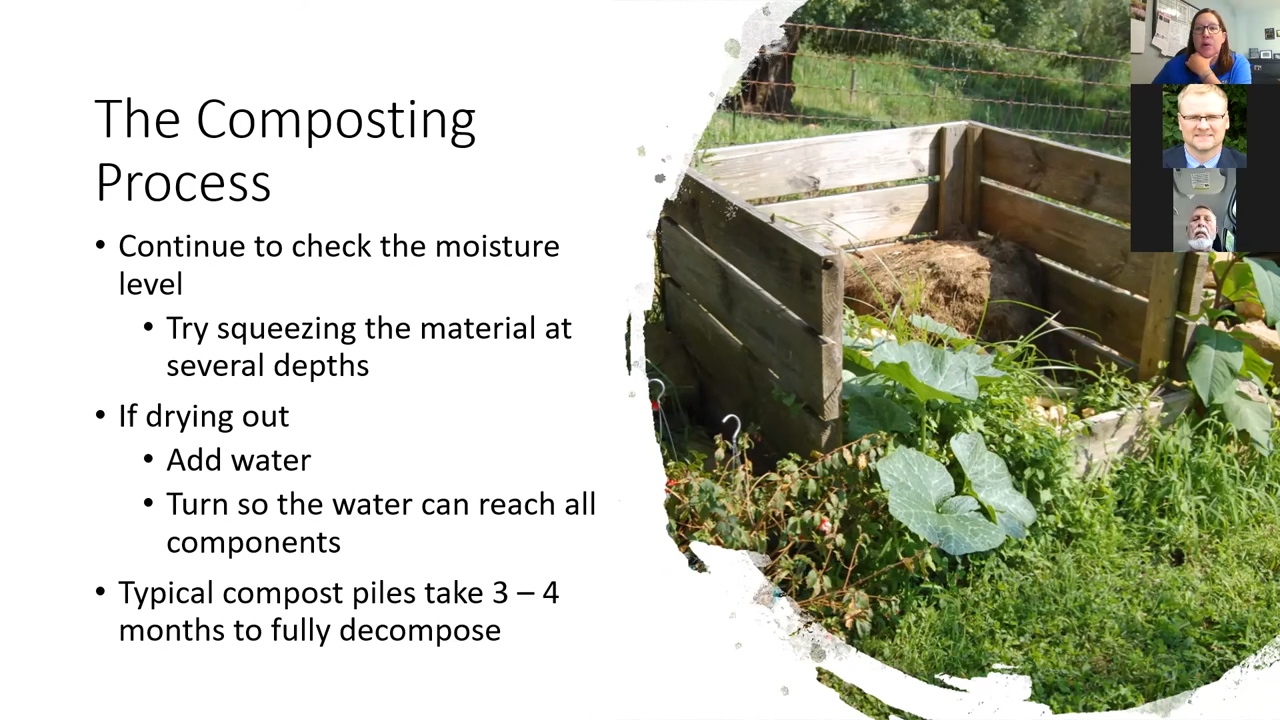 The Composting
Process
• Continue to check the moisture
level
• Try squeezing the material at
several depths
• If drying out
• Add water
• Turn so the water can reach all
components
• Typical compost piles take 3 – 4
months to fully decompose